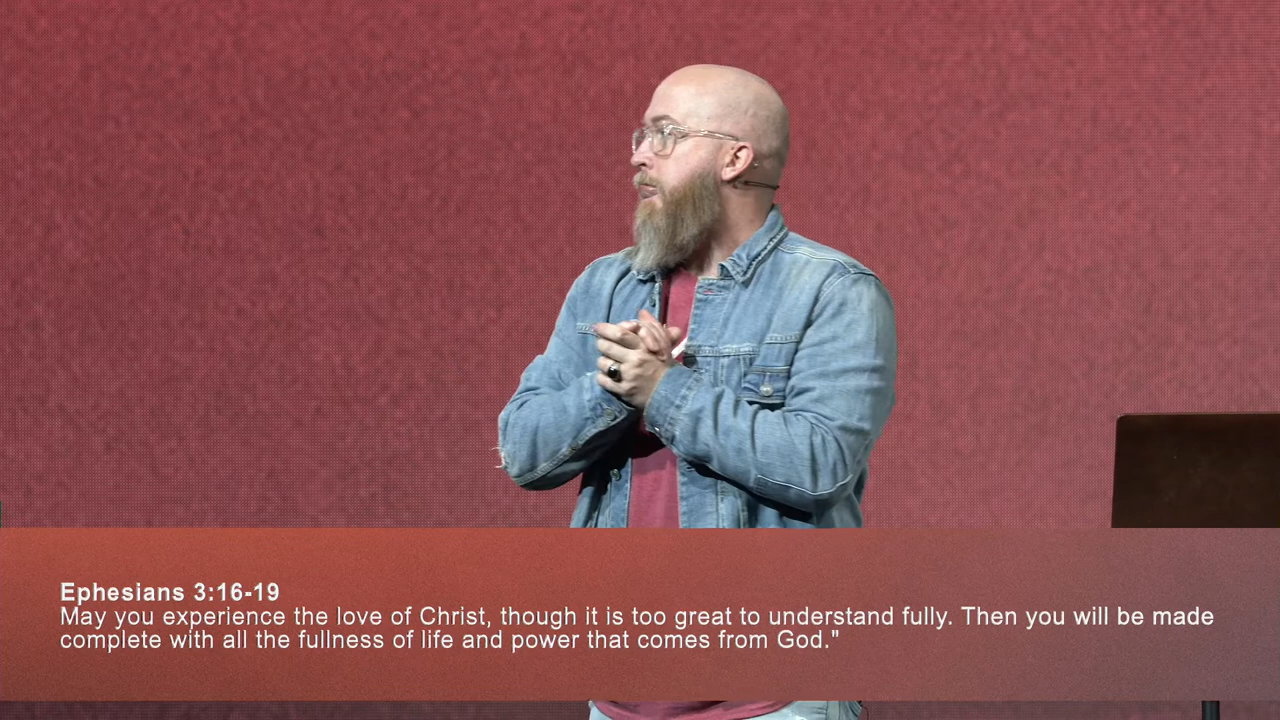 Ephesians 3:16-19
May you experience the love of Christ, though it is too great to understand fully. Then you will be made
complete with all the fullness of life and power that comes from God."